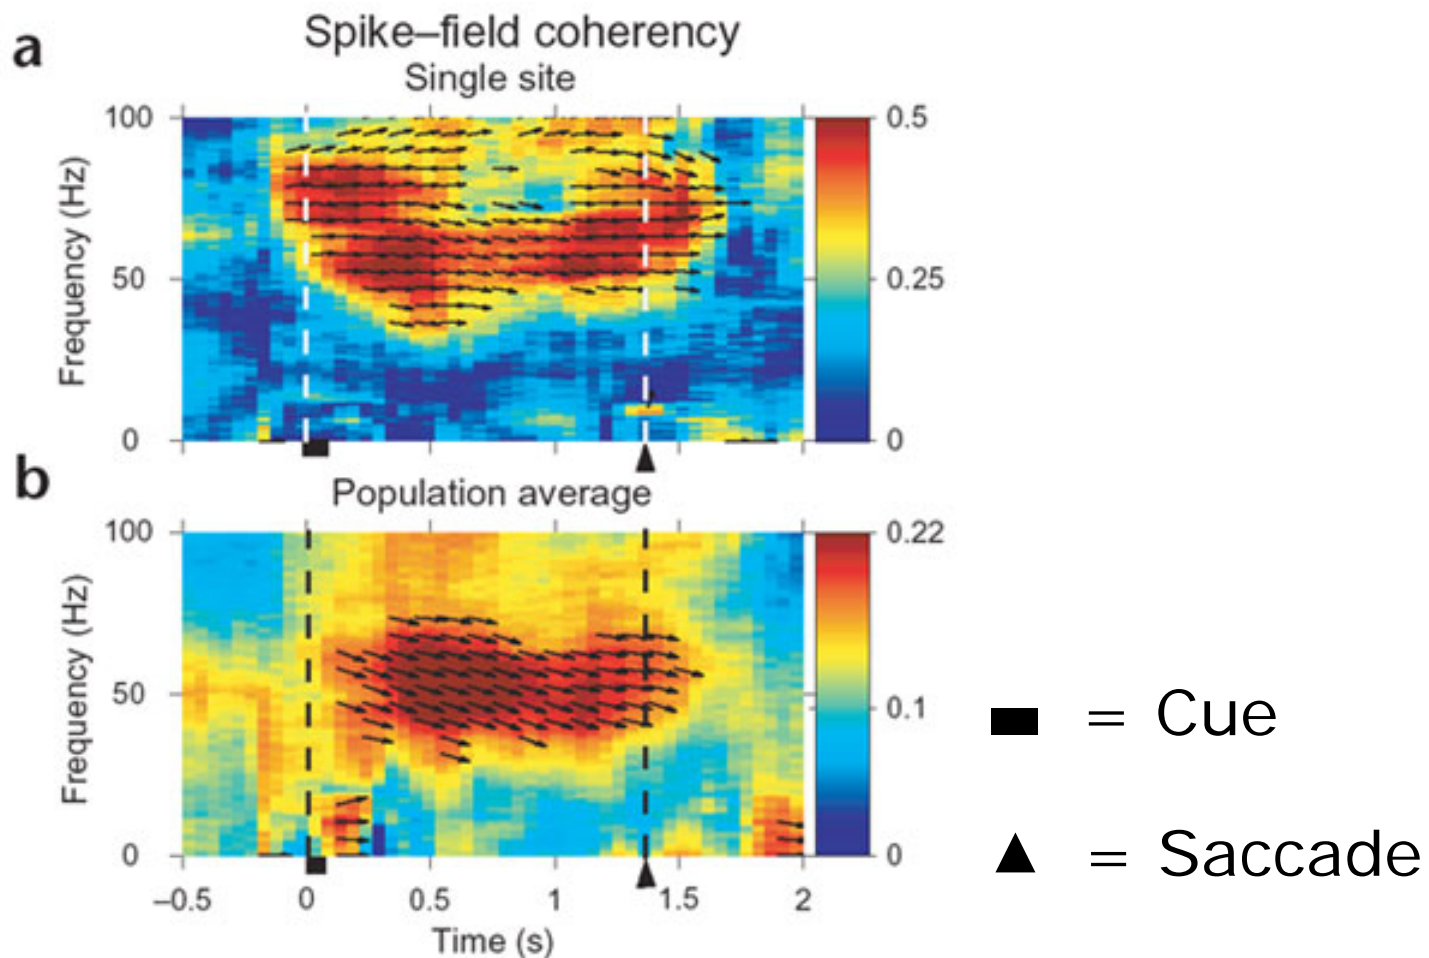 a
Spike–field coherency
Single site
100
50
0
Frequency (Hz)
0.5
0.25
0
b
Population average
100
50
0
Frequency (Hz)
0.22
0.1
0
–0.5 0 0.5 1 1.5 2
Time (s)
= Cue
= Saccade